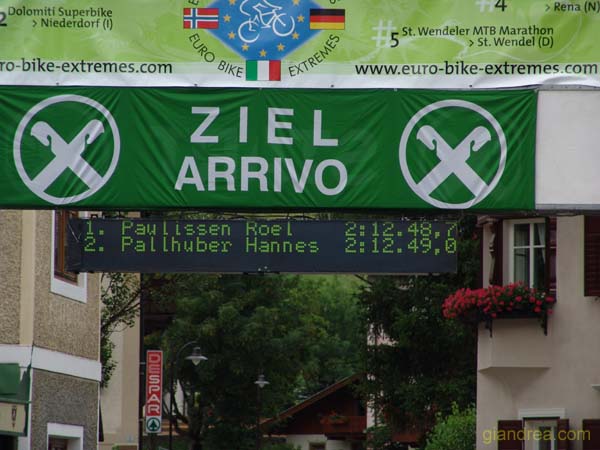 2 Dolomiti Superbike
> Niederdorf (I)
#4
> Rena (N)
#5 St. Wendeler MTB Marathon
> St. Wendel (D)
EURO BIKE EXTREMES
ro-bike-extremes.com
www.euro-bike-extremes.com
ZIEL
ARRIVO
1. Paulissen Roel 2:12.48,7
2. Pallhuber Hannes 2:12.49,0
DESPAR
giandrea.com